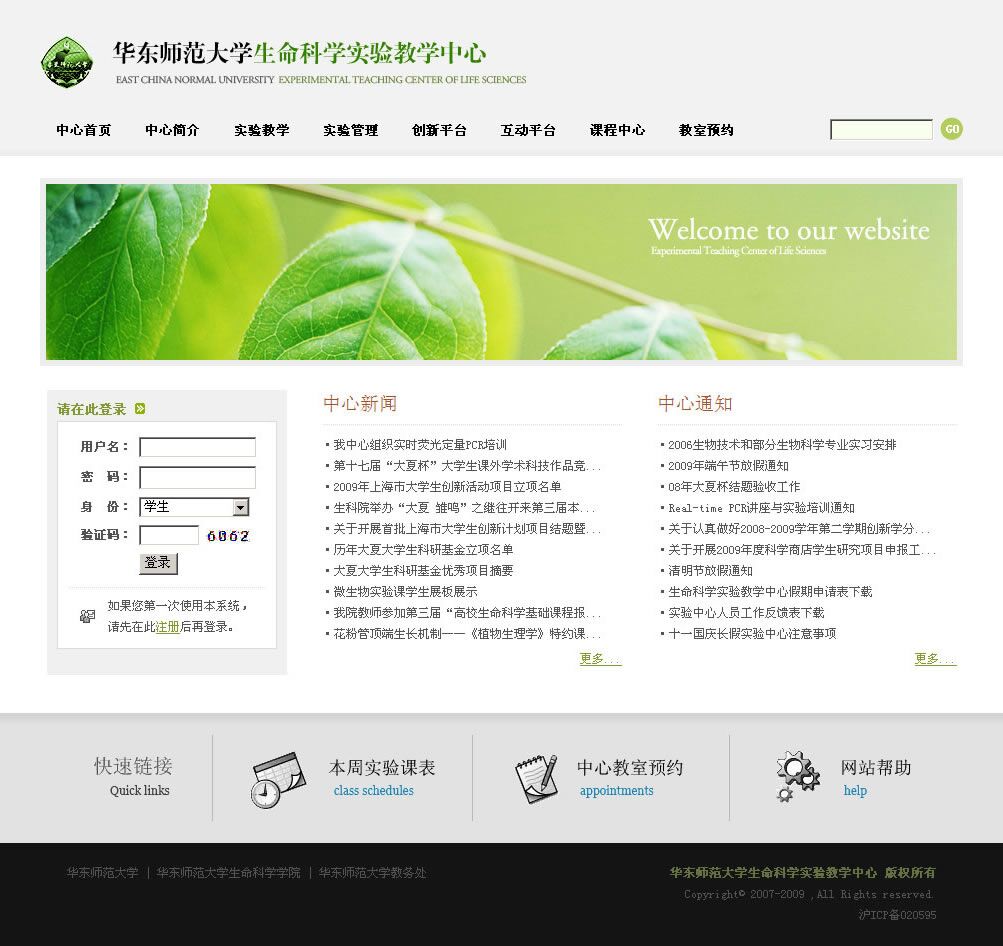 华东师范大学生命科学实验教学中心
EAST CHINA NORMAL UNIVERSITY EXPERIMENTAL TEACHING CENTER OF LIFE SCIENCES
中心首页 中心简介 实验教学 实验管理 创新平台 互动平台 课程中心 教室预约 GO
Welcome to our website
Experimental Teaching Center of Life Sciences
请在此登录
用户名：
密 码：
身 份： 学生
验证码： 6062
登录
如果您第一次使用本系统，
请先在此注册后再登录。
中心新闻
我中心组织实时荧光定量PCR培训
第十七届“大夏杯”大学生课外学术科技作品竞...
2009年上海市大学生创新活动项目立项名单
生科院举办“大夏 雏鸣”之继往开来第三届本...
关于开展首批上海市大学生创新计划项目结题暨...
历年大夏大学生科研基金立项名单
大夏大学生科研基金优秀项目摘要
微生物实验课学生展板展示
我院教师参加第三届“高校生命科学基础课程报...
花粉管顶端生长机制——《植物生理学》特约课...
更多...
中心通知
2006生物技术和部分生物科学专业实习安排
2009年端午节放假通知
08年大夏杯结题验收工作
Real-time PCR讲座与实验培训通知
关于认真做好2008-2009学年第二学期创新学分...
关于开展2009年度科学商店学生研究项目申报工...
清明节放假通知
生命科学实验教学中心假期申请表下载
实验中心人员工作反馈表下载
十一国庆长假实验中心注意事项
更多...
快速链接
Quick links
本周实验课表
class schedules
中心教室预约
appointments
网站帮助
help
华东师范大学 | 华东师范大学生命科学学院 | 华东师范大学教务处
华东师范大学生命科学实验教学中心 版权所有
Copyright© 2007-2009 ,All Rights reserved.
沪ICP备020595